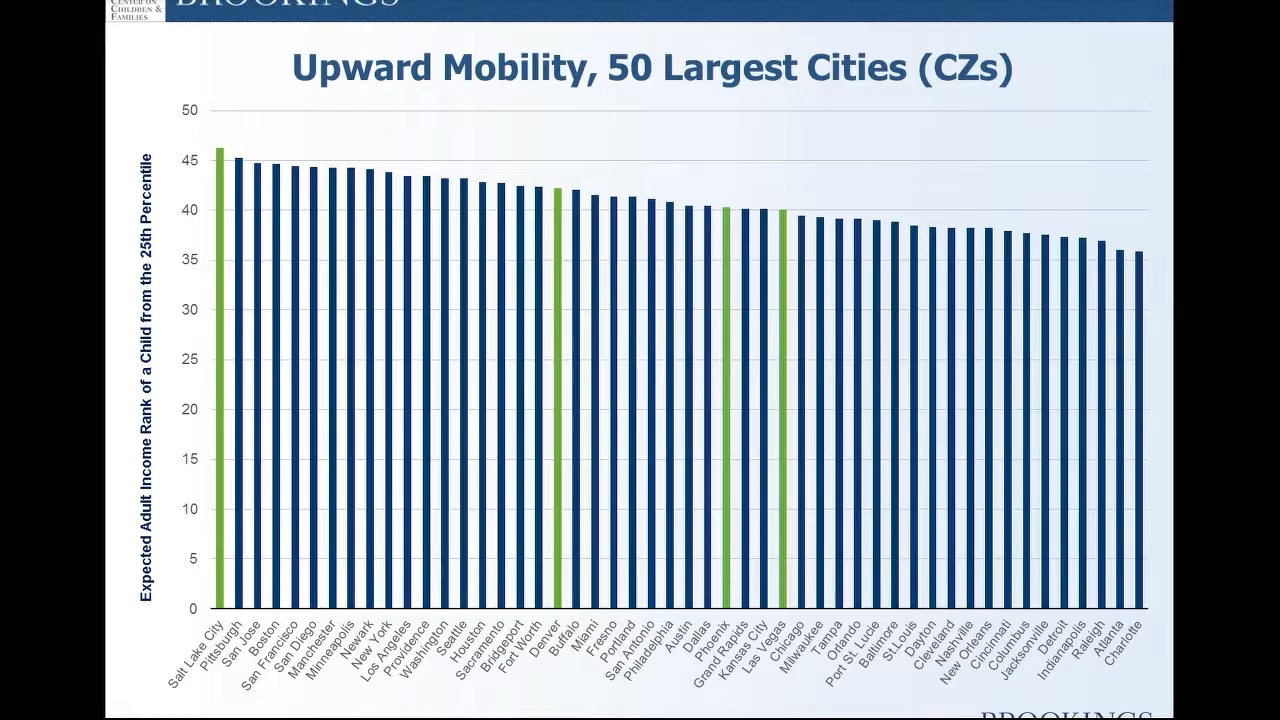 CENTER ON
CHILDREN &
FAMILIES
BROOKINGS
Upward Mobility, 50 Largest Cities (CZs)
Expected Adult Income Rank of a Child from the 25th Percentile
50
45
40
35
30
25
20
15
10
5
0
Salt Lake City
Pittsburgh
San Jose
Boston
San Francisco
San Diego
Manchester
Minneapolis
Newark
New York
Los Angeles
Providence
Washington
Seattle
Houston
Sacramento
Bridgeport
Fort Worth
Denver
Buffalo
Miami
Fresno
Portland
San Antonio
Philadelphia
Austin
Dallas
Phoenix
Grand Rapids
Kansas City
Las Vegas
Chicago
Milwaukee
Tampa
Orlando
Port St. Lucie
Baltimore
St.Louis
Dayton
Cleveland
Nashville
New Orleans
Cincinnati
Columbus
Jacksonville
Detroit
Indianapolis
Raleigh
Atlanta
Charlotte
BROOKINGS